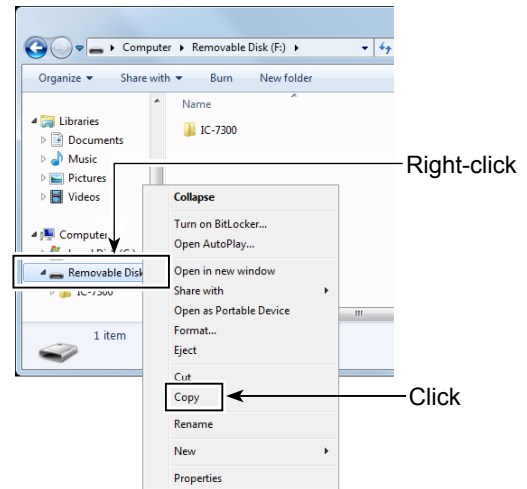 Computer ▸ Removable Disk (F:) ▸
Organize ▾ Share with ▾ Burn New folder
Name
Libraries
Documents
Music
Pictures
Videos
IC-7300
Right-click
Collapse
Turn on BitLocker...
Open AutoPlay...
Computer
Removable Disk
IC-7300
Open in new window
Share with
Open as Portable Device
Format...
Eject
1 item
Cut
Copy
Click
Rename
New
Properties